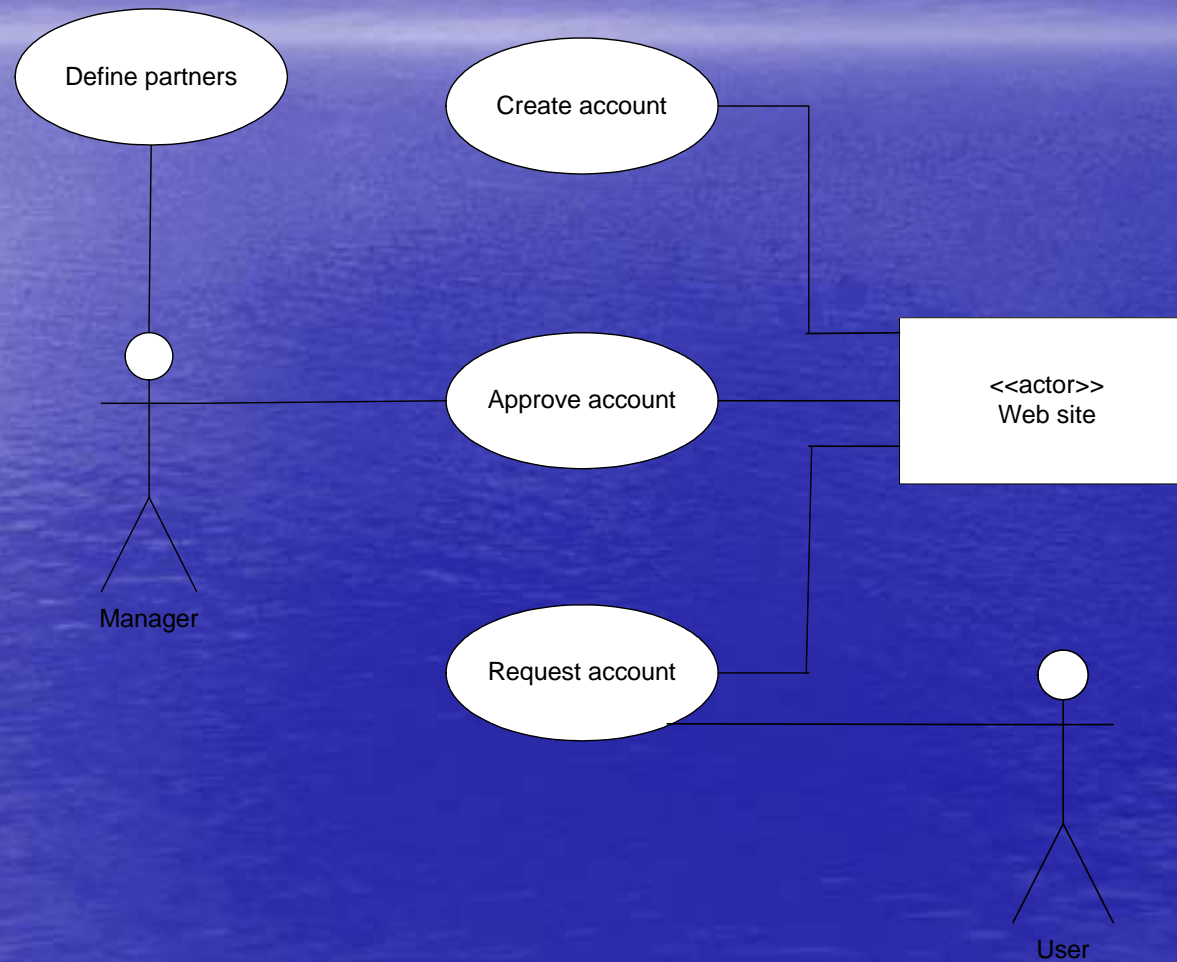 Define partners
Create account
Approve account
<<actor>>
Web site
Manager
Request account
User